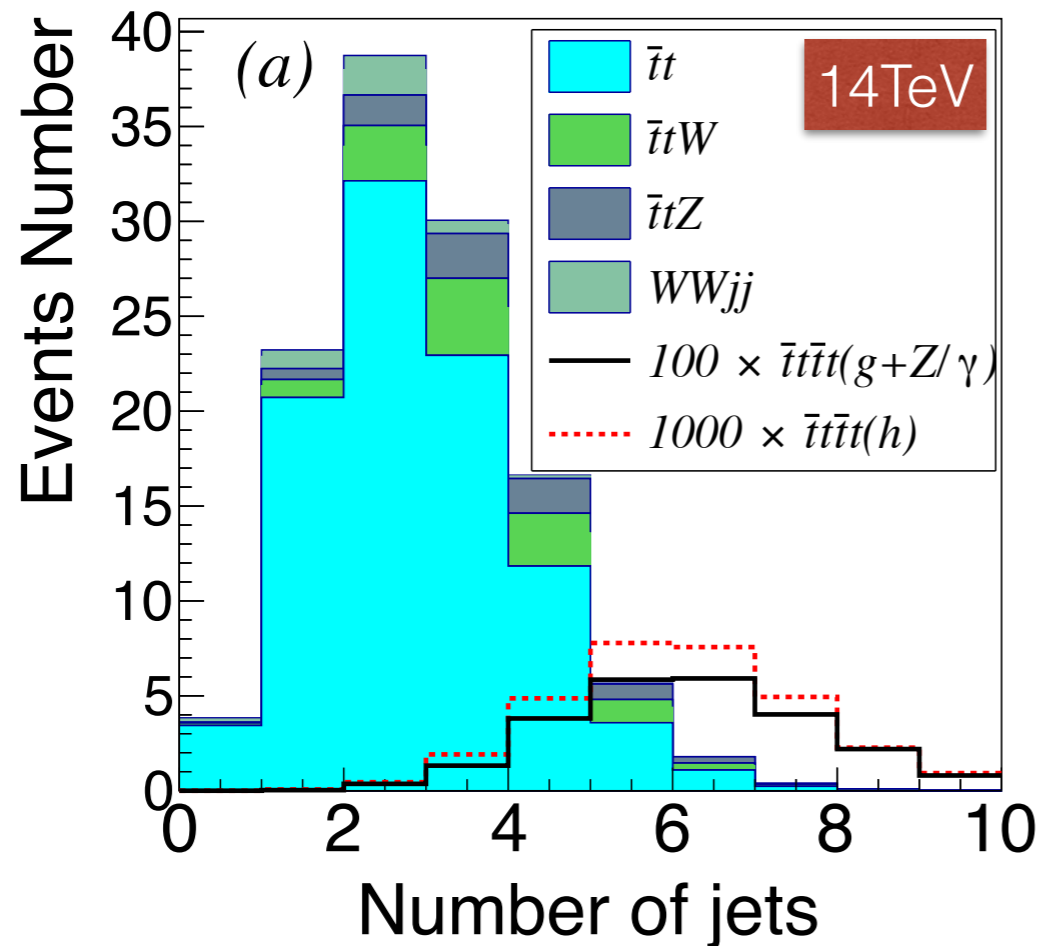 (a)
14TeV
t̄t
t̄tW
t̄tZ
WWjj
100 × t̄tt̄t(g+Z/γ)
1000 × t̄tt̄t(h)
Events Number
40
35
30
25
20
15
10
5
0
0 2 4 6 8 10
Number of jets